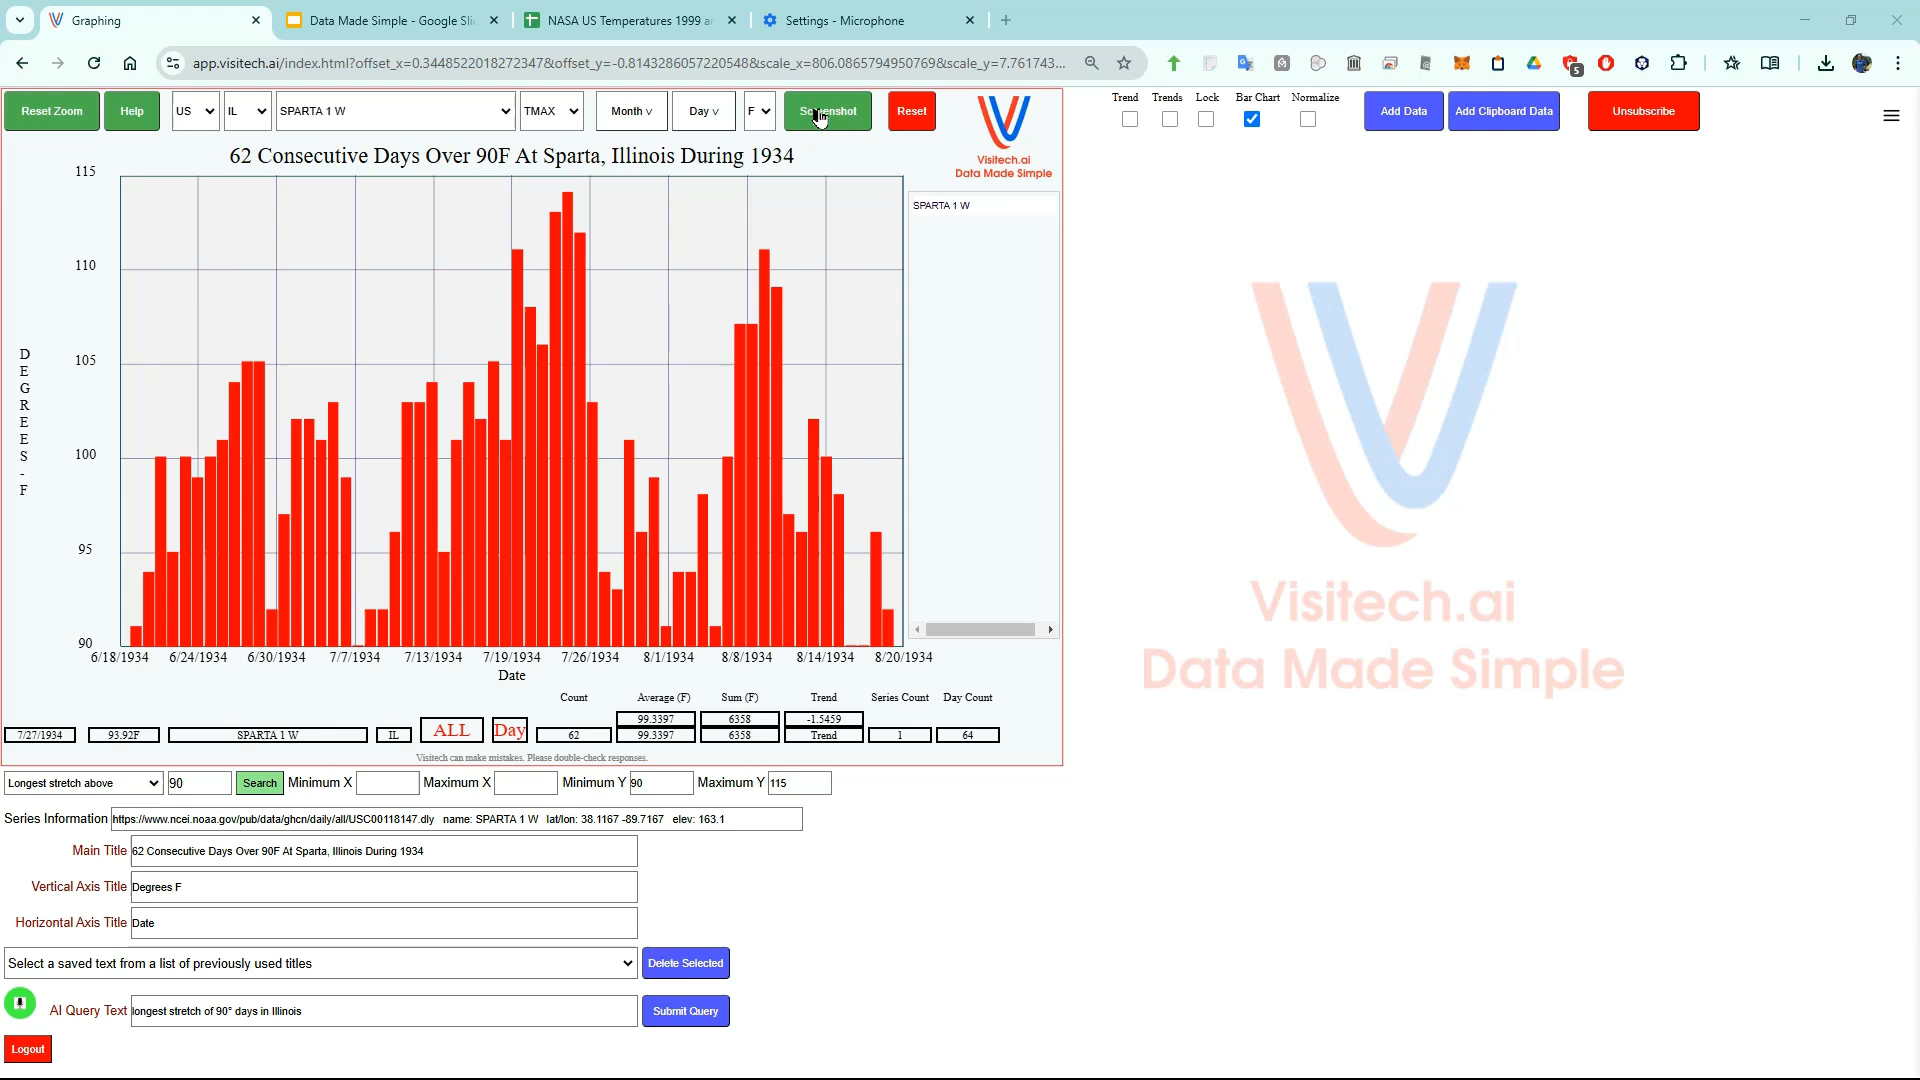 Graphing
Data Made Simple - Google Sli
NASA US Temperatures 1999 a
Settings - Microphone
app.visitech.ai/index.html?offset_x=0.3448522018272347&offset_y=-0.8143286057220548&scale_x=806.0865794950769&scale_y=7.761743...
5
Reset Zoom
Help
US
IL
SPARTA 1 W
TMAX
Month v
Day v
F
Screenshot
Reset
Trend
Trends
Lock
Bar Chart
Normalize
Add Data
Add Clipboard Data
Unsubscribe
62 Consecutive Days Over 90F At Sparta, Illinois During 1934
Visitech.ai
Data Made Simple
SPARTA 1 W
115
110
105
100
95
90
DEGREES-F
6/18/1934 6/24/1934 6/30/1934 7/7/1934 7/13/1934 7/19/1934 7/26/1934 8/1/1934 8/8/1934 8/14/1934 8/20/1934
Date
Visitech.ai
Data Made Simple
Count Average (F) Sum (F) Trend Series Count Day Count
99.3397 6358 -1.5459
7/27/1934 93.92F SPARTA 1 W IL ALL Day 62 99.3397 6358 Trend 1 64
Visitech can make mistakes. Please double-check responses.
Longest stretch above 90 Search Minimum X Maximum X Minimum Y 90 Maximum Y 115
Series Information https://www.ncei.noaa.gov/pub/data/ghcn/daily/all/USC00118147.dly name: SPARTA 1 W lat/lon: 38.1167 -89.7167 elev: 163.1
Main Title 62 Consecutive Days Over 90F At Sparta, Illinois During 1934
Vertical Axis Title Degrees F
Horizontal Axis Title Date
Select a saved text from a list of previously used titles Delete Selected
AI Query Text longest stretch of 90° days in Illinois Submit Query
Logout